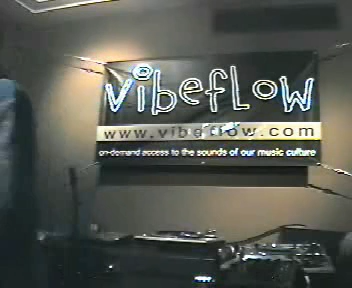 vibeflow
www.vibeflow.com
on-demand access to the sounds of our music culture